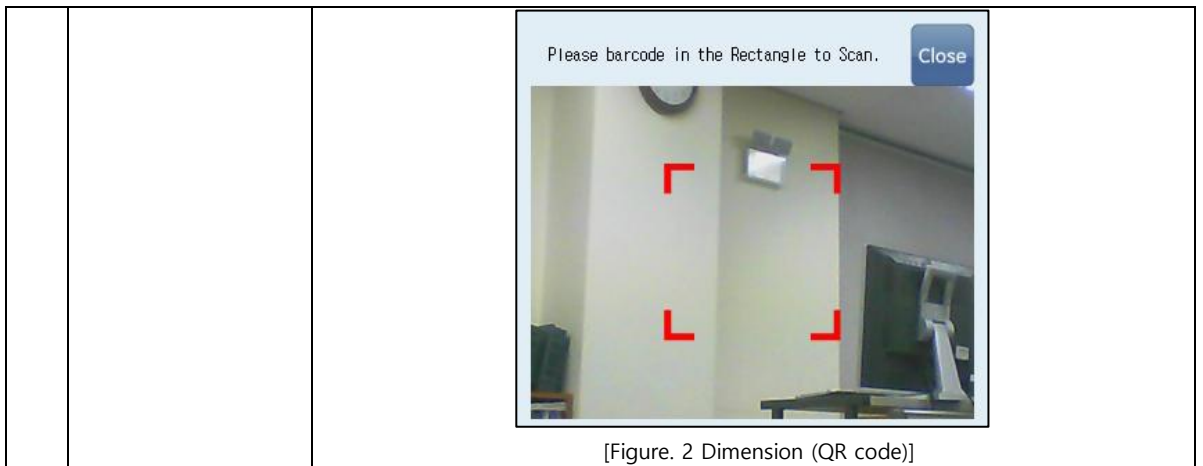 Please barcode in the Rectangle to Scan.
Close
[Figure. 2 Dimension (QR code)]